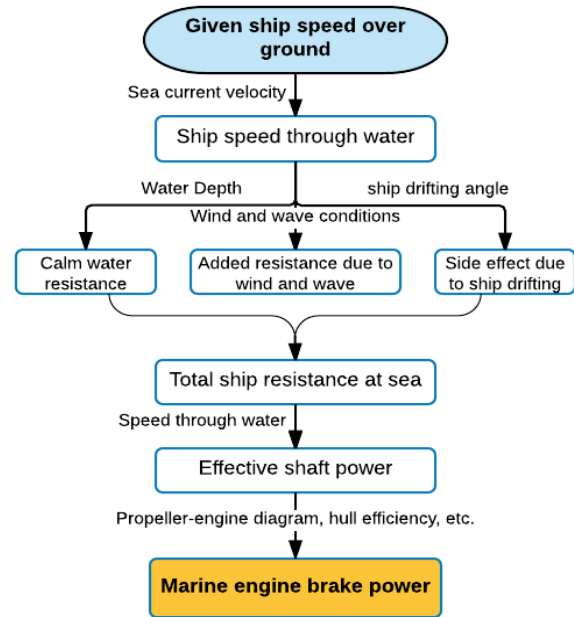 Given ship speed over
ground
Sea current velocity
Ship speed through water
Water Depth
ship drifting angle
Wind and wave conditions
Calm water
resistance
Added resistance due to
wind and wave
Side effect due
to ship drifting
Total ship resistance at sea
Speed through water
Effective shaft power
Propeller-engine diagram, hull efficiency, etc.
Marine engine brake power